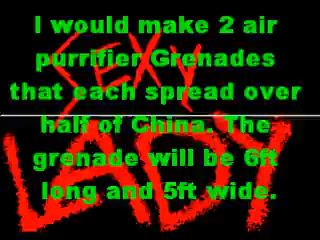 I would make 2 air
purrifier Grenades
that each spread over
half of China. The
grenade will be 6ft
long and 5ft wide.
SEXY
LADY